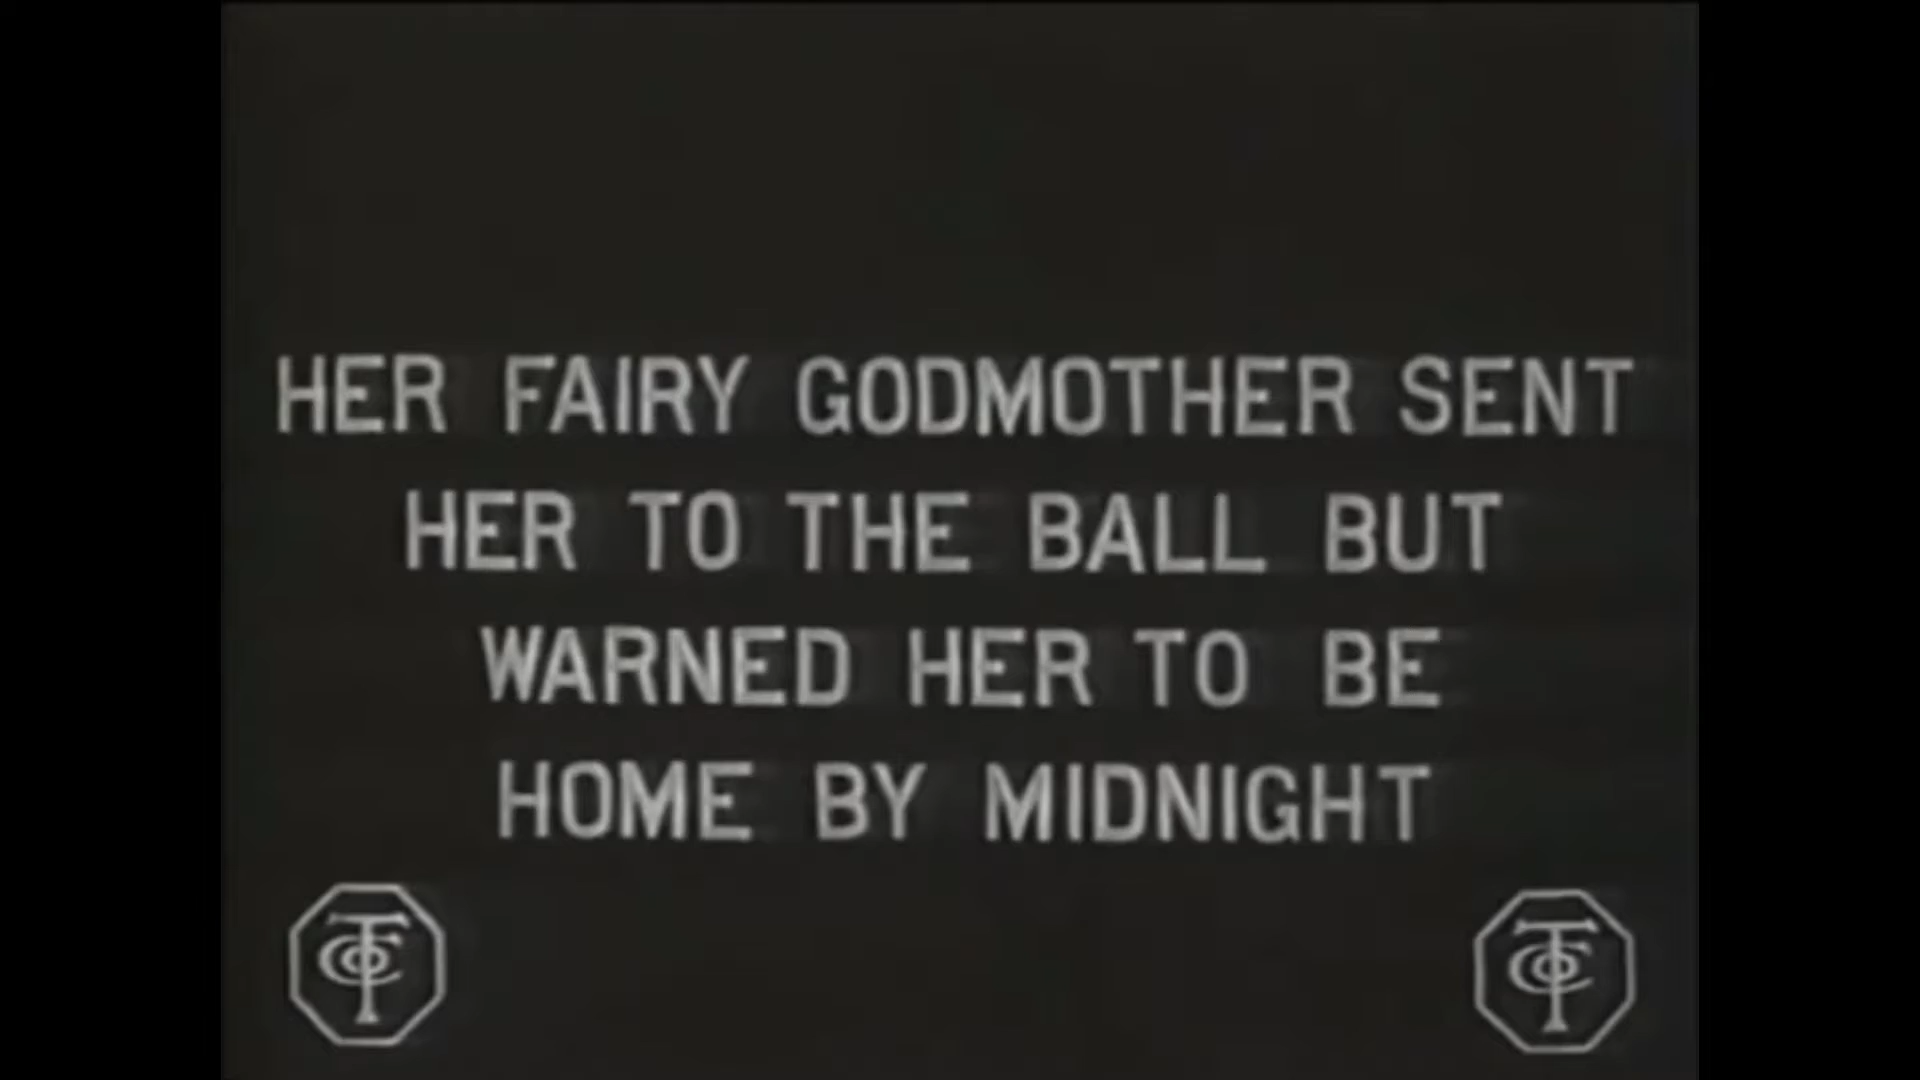 HER FAIRY GODMOTHER SENT
HER TO THE BALL BUT
WARNED HER TO BE
HOME BY MIDNIGHT